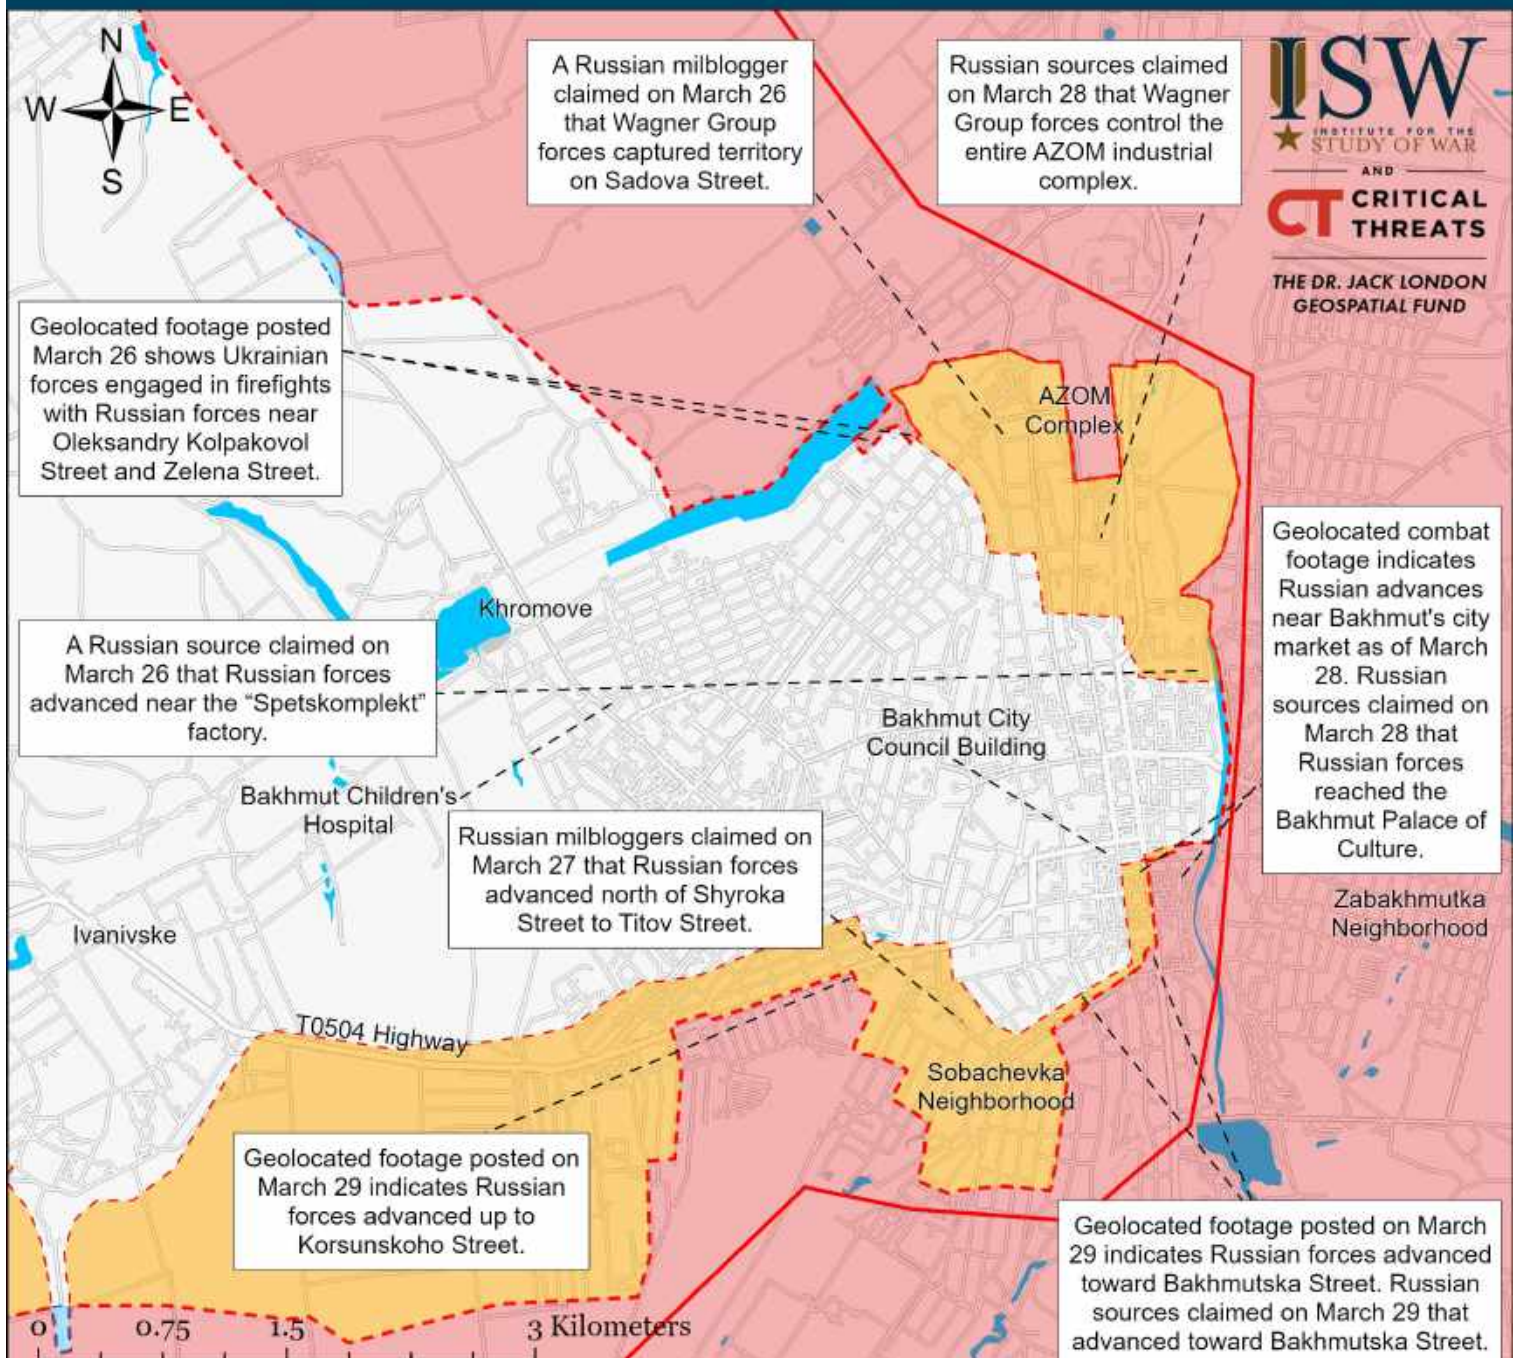 N
W
E
S
A Russian milblogger
claimed on March 26
that Wagner Group
forces captured territory
on Sadova Street.
Russian sources claimed
on March 28 that Wagner
Group forces control the
entire AZOM industrial
complex.
ISW
INSTITUTE FOR THE
STUDY OF WAR
AND
CT CRITICAL
THREATS
THE DR. JACK LONDON
GEOSPATIAL FUND
Geolocated footage posted
March 26 shows Ukrainian
forces engaged in firefights
with Russian forces near
Oleksandry Kolpakovol
Street and Zelena Street.
AZOM
Complex
Geolocated combat
footage indicates
Russian advances
near Bakhmut's city
market as of March
28. Russian
sources claimed on
March 28 that
Russian forces
reached the
Bakhmut Palace of
Culture.
Khromove
A Russian source claimed on
March 26 that Russian forces
advanced near the “Spetskomplekt”
factory.
Bakhmut City
Council Building
Bakhmut Children's
Hospital
Russian milbloggers claimed on
March 27 that Russian forces
advanced north of Shyroka
Street to Titov Street.
Zabakhmutka
Neighborhood
Ivanivske
T0504 Highway
Sobachevka
Neighborhood
Geolocated footage posted on
March 29 indicates Russian
forces advanced up to
Korsunskoho Street.
Geolocated footage posted on March
29 indicates Russian forces advanced
toward Bakhmutska Street. Russian
sources claimed on March 29 that
advanced toward Bakhmutska Street.
0 0.75 1.5 3 Kilometers